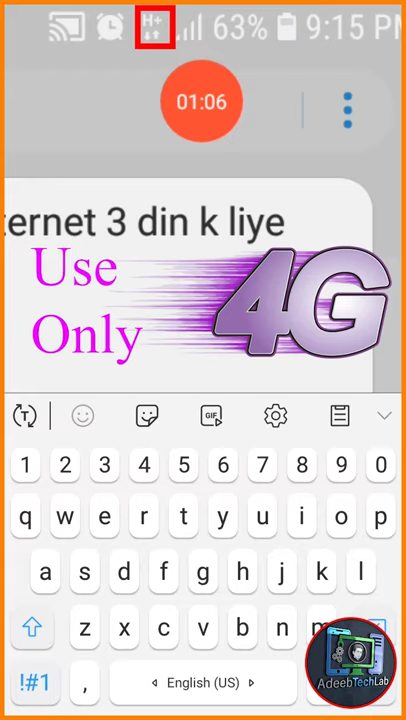 H+ 63% 9:15 PM
01:06
ternet 3 din k liye
Use
Only
4G
T GIF
1 2 3 4 5 6 7 8 9 0
q w e r t y u i o p
a s d f g h j k l
z x c v b n m
!#1 , English (US)
AdeebTechLab